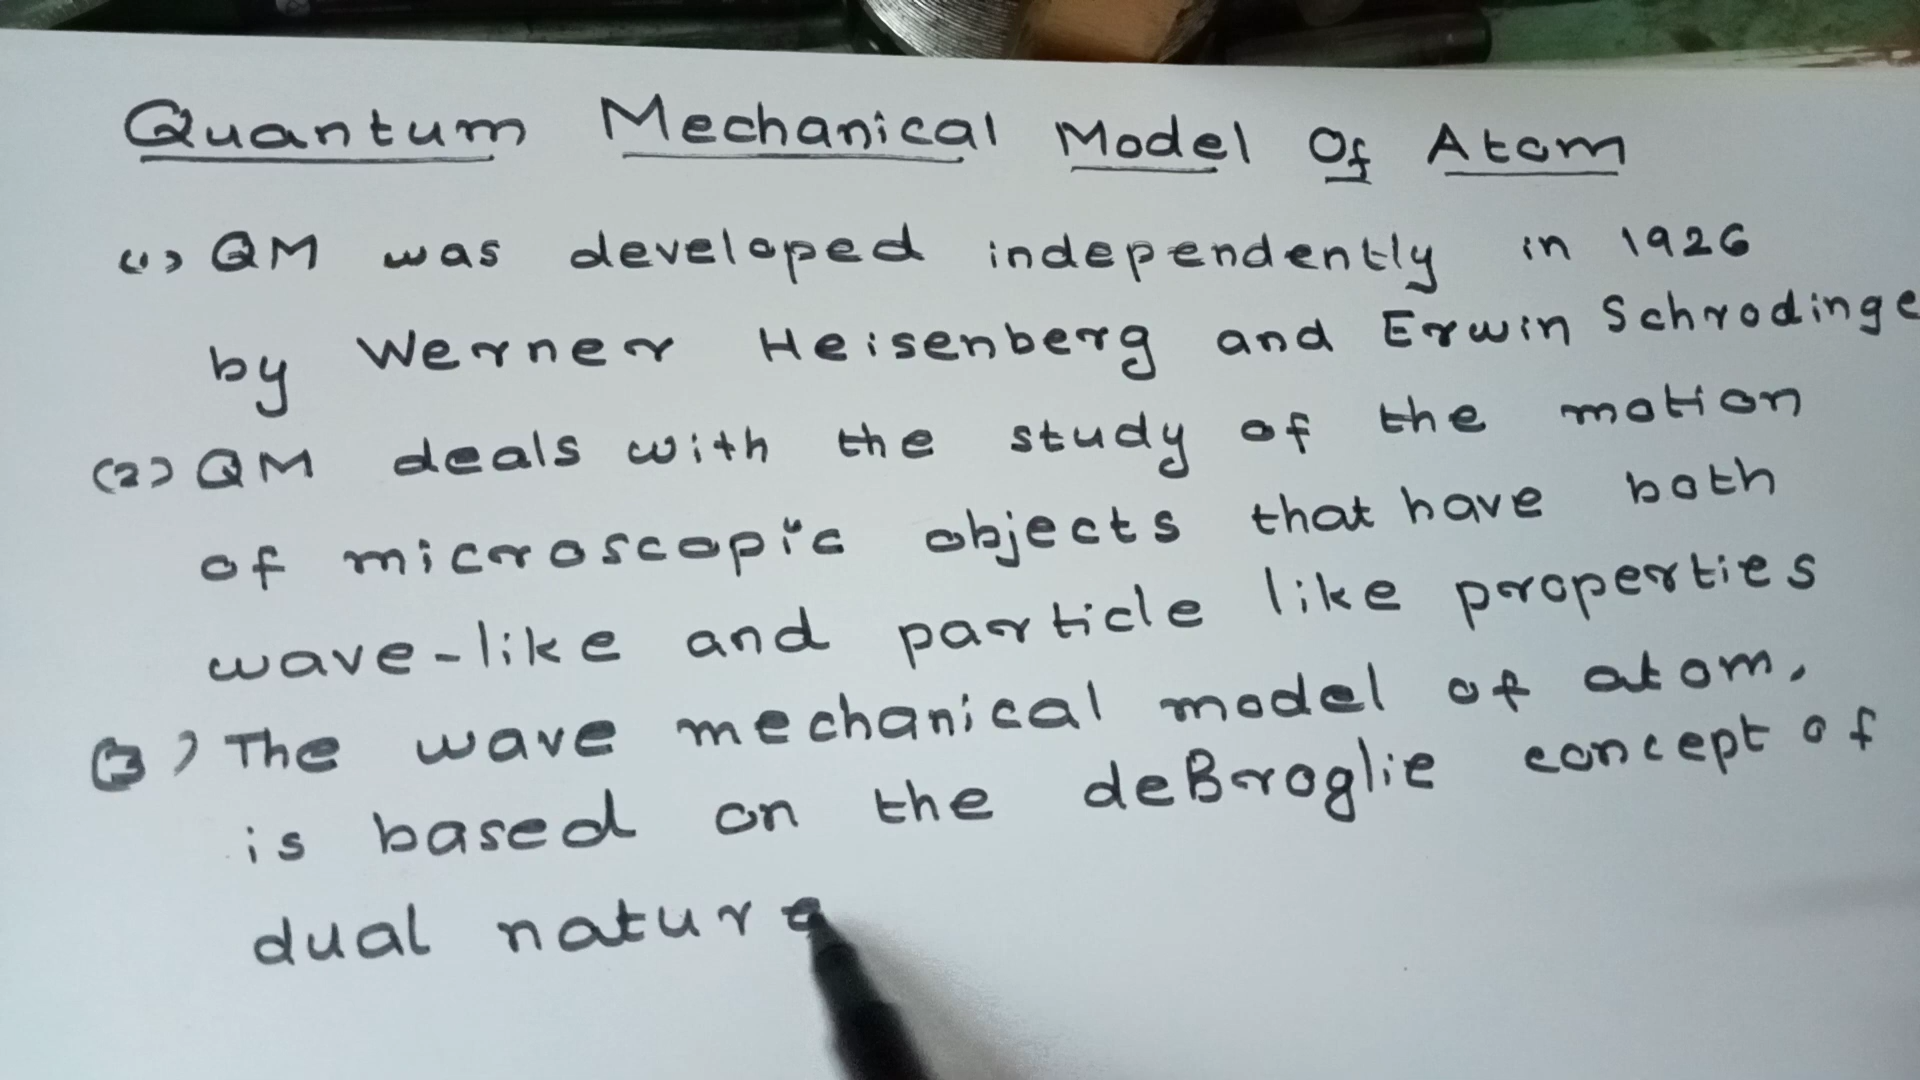 Quantum Mechanical Model Of Atom
(1) QM was developed independently in 1926
by Werner Heisenberg and Erwin Schrodinge
(2) QM deals with the study of the motion
of microscopic objects that have both
wave-like and particle like properties
(3) The wave mechanical model of atom,
is based on the deBroglie concept of
dual nature